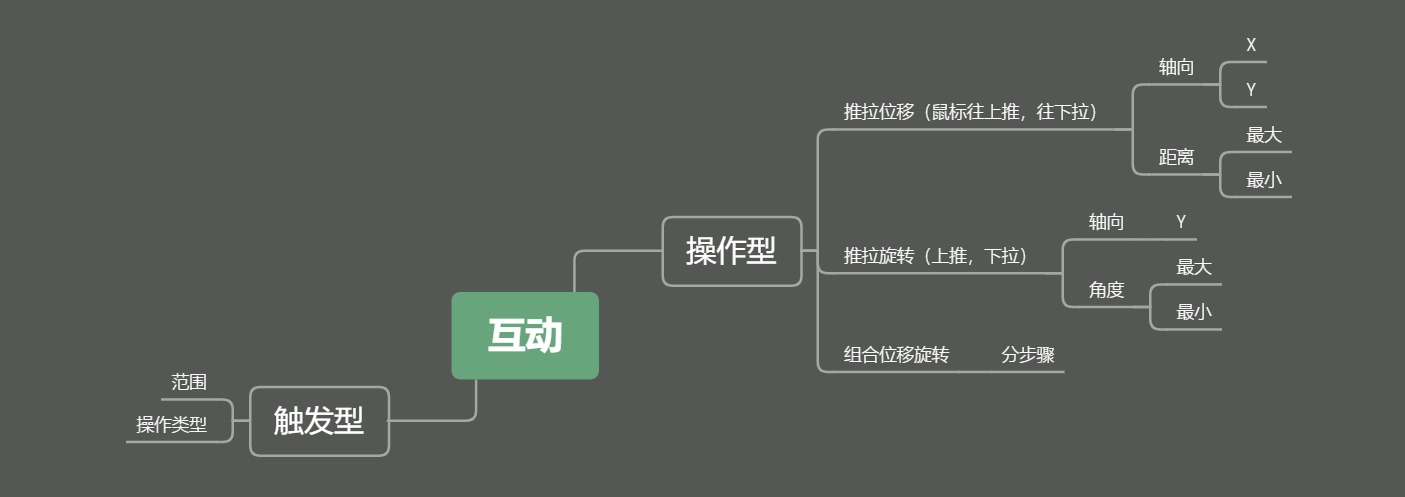 互动
操作型
推拉位移（鼠标往上推，往下拉）
轴向
X
Y
距离
最大
最小
推拉旋转（上推，下拉）
轴向
Y
角度
最大
最小
组合位移旋转
分步骤
触发型
范围
操作类型